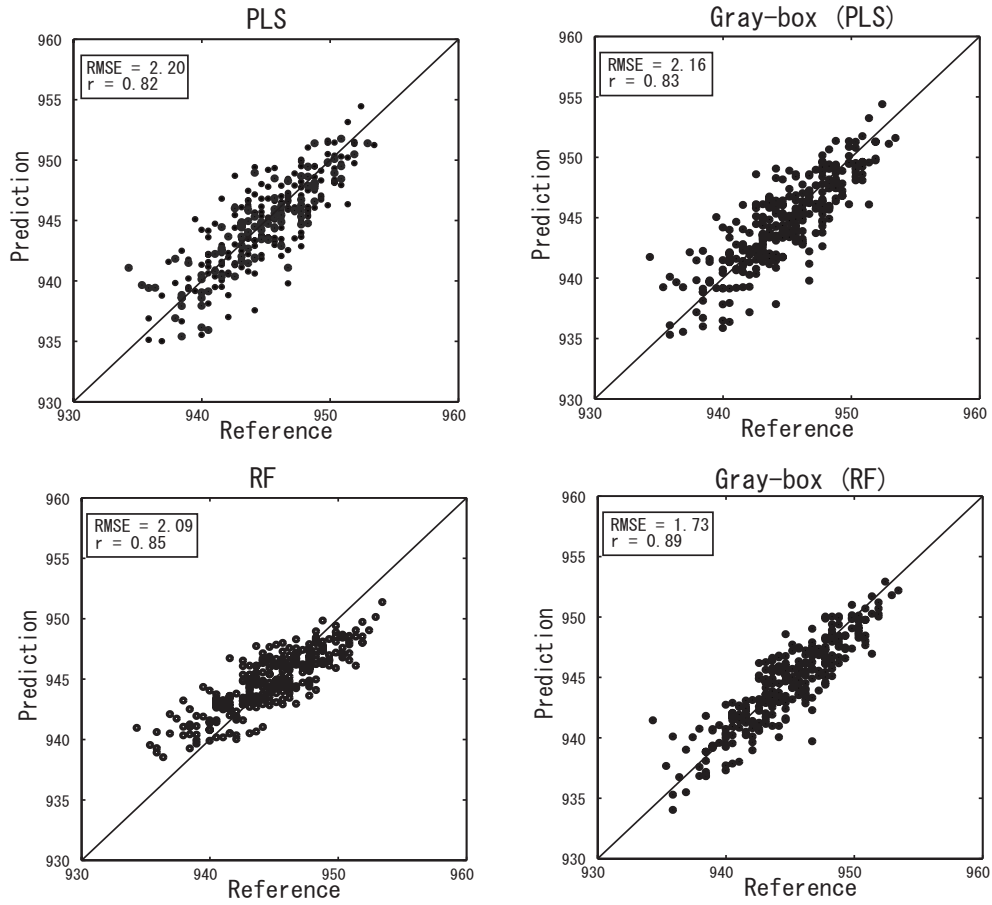 PLS
960
955
950
945
940
935
930
RMSE = 2.20
r = 0.82
Prediction
930
940
950
960
Reference
Gray-box (PLS)
960
955
950
945
940
935
930
RMSE = 2.16
r = 0.83
Prediction
930
940
950
960
Reference
RF
960
955
950
945
940
935
930
RMSE = 2.09
r = 0.85
Prediction
930
940
950
960
Reference
Gray-box (RF)
960
955
950
945
940
935
930
RMSE = 1.73
r = 0.89
Prediction
930
940
950
960
Reference